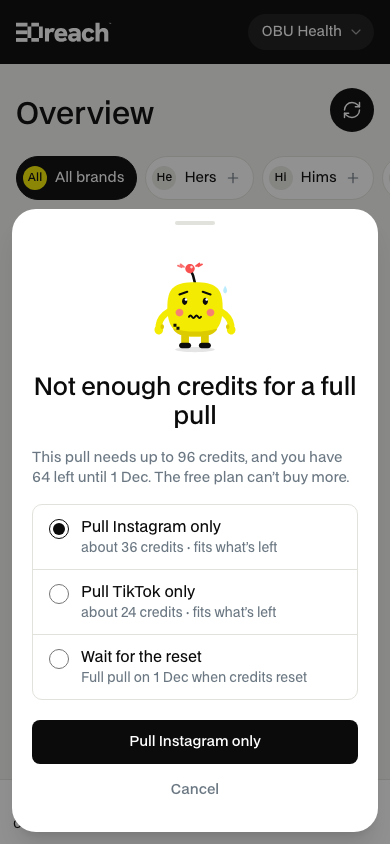 reach
OBU Health
Overview
All All brands
He Hers
HI Hims
Not enough credits for a full
pull
This pull needs up to 96 credits, and you have
64 left until 1 Dec. The free plan can't buy more.
Pull Instagram only
about 36 credits · fits what's left
Pull TikTok only
about 24 credits · fits what's left
Wait for the reset
Full pull on 1 Dec when credits reset
Pull Instagram only
Cancel